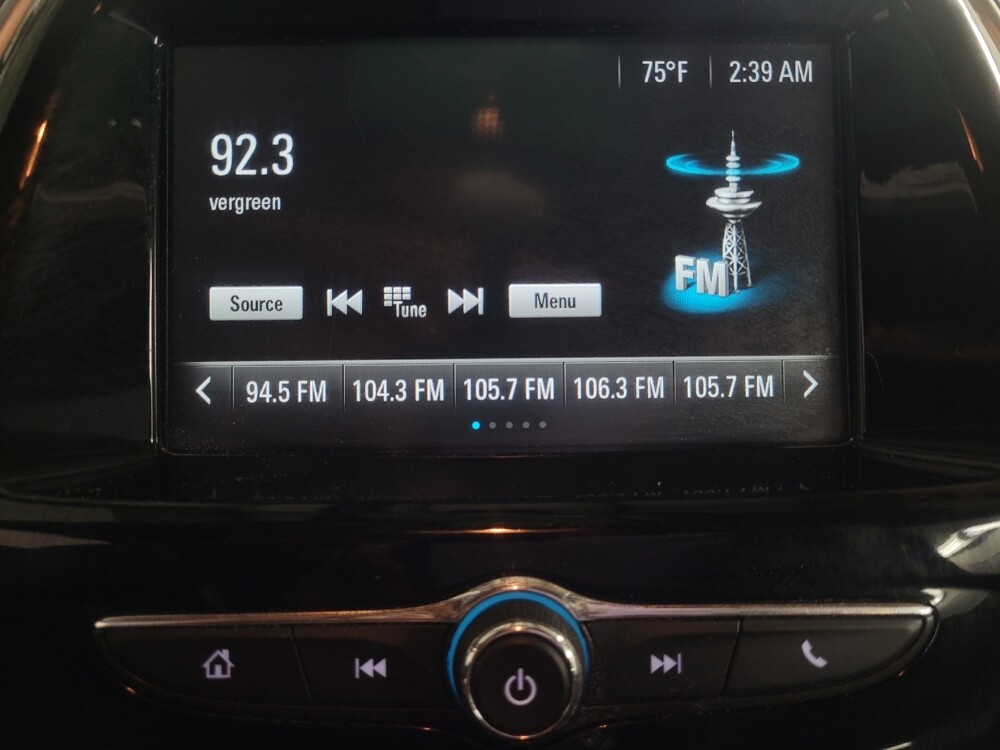 75°F 2:39 AM
92.3
vergreen
FM
Source Tune Menu
94.5 FM 104.3 FM 105.7 FM 106.3 FM 105.7 FM